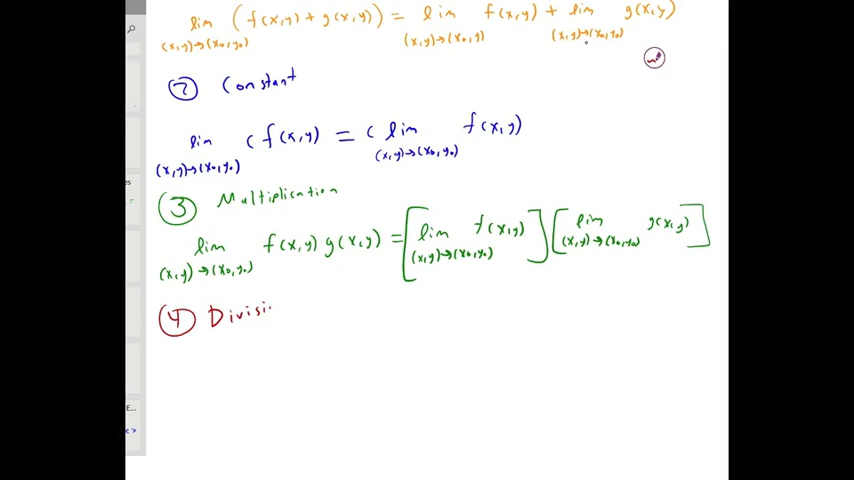 lim (f(x,y) + g(x,y)) = lim f(x,y) + lim g(x,y)
(x,y)→(x₀,y₀) (x,y)→(x₀,y) (x,y)→(x₀,y₀)
② Constant
lim c f(x,y) = c lim f(x,y)
(x,y)→(x₀,y₀) (x,y)→(x₀,y₀)
③ Multiplication
lim f(x,y) g(x,y) = [lim f(x,y)] [lim g(x,y)]
(x,y)→(x₀,y₀) (x,y)→(x₀,y₀) (x,y)→(x₀,y₀)
④ Divisi